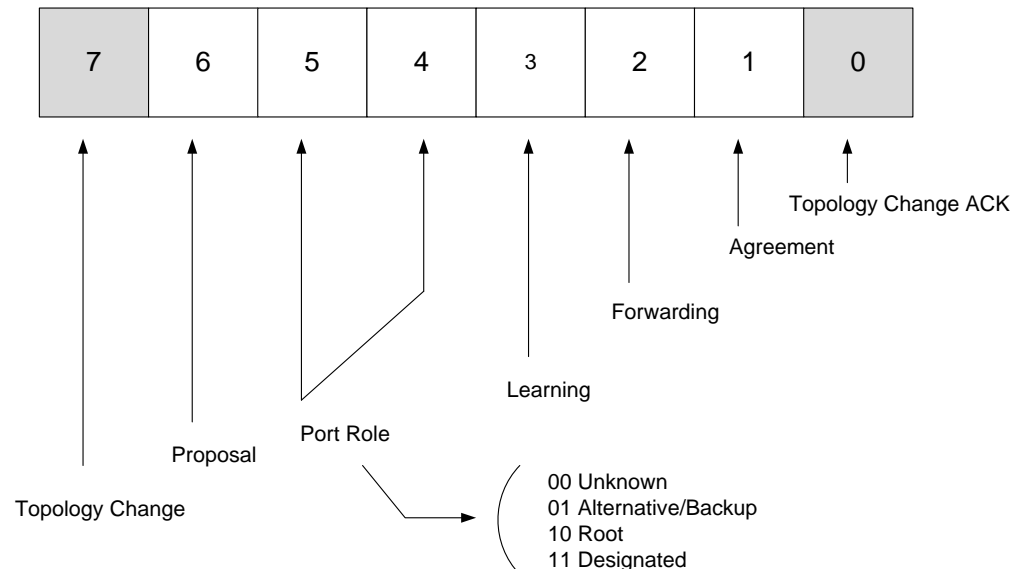 7 6 5 4 3 2 1 0
Topology Change ACK
Agreement
Forwarding
Learning
Port Role
Proposal
Topology Change
00 Unknown
01 Alternative/Backup
10 Root
11 Designated